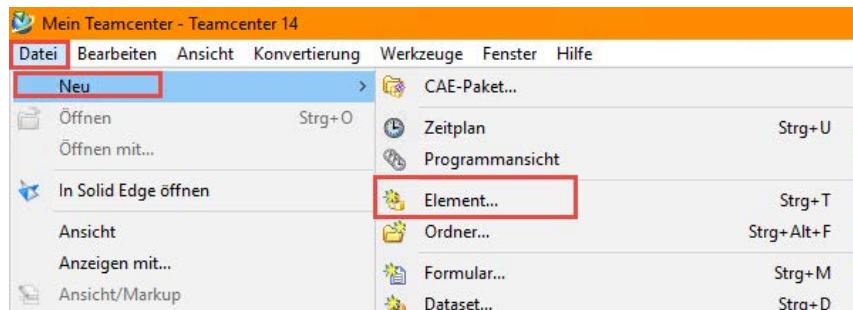 Mein Teamcenter - Teamcenter 14
Datei Bearbeiten Ansicht Konvertierung Werkzeuge Fenster Hilfe
Neu > CAE-Paket...
Öffnen Strg+O Zeitplan Strg+U
Öffnen mit... Programmansicht
In Solid Edge öffnen Element... Strg+T
Ansicht Ordner... Strg+Alt+F
Anzeigen mit... Formular... Strg+M
Ansicht/Markup Dataset... Strg+D